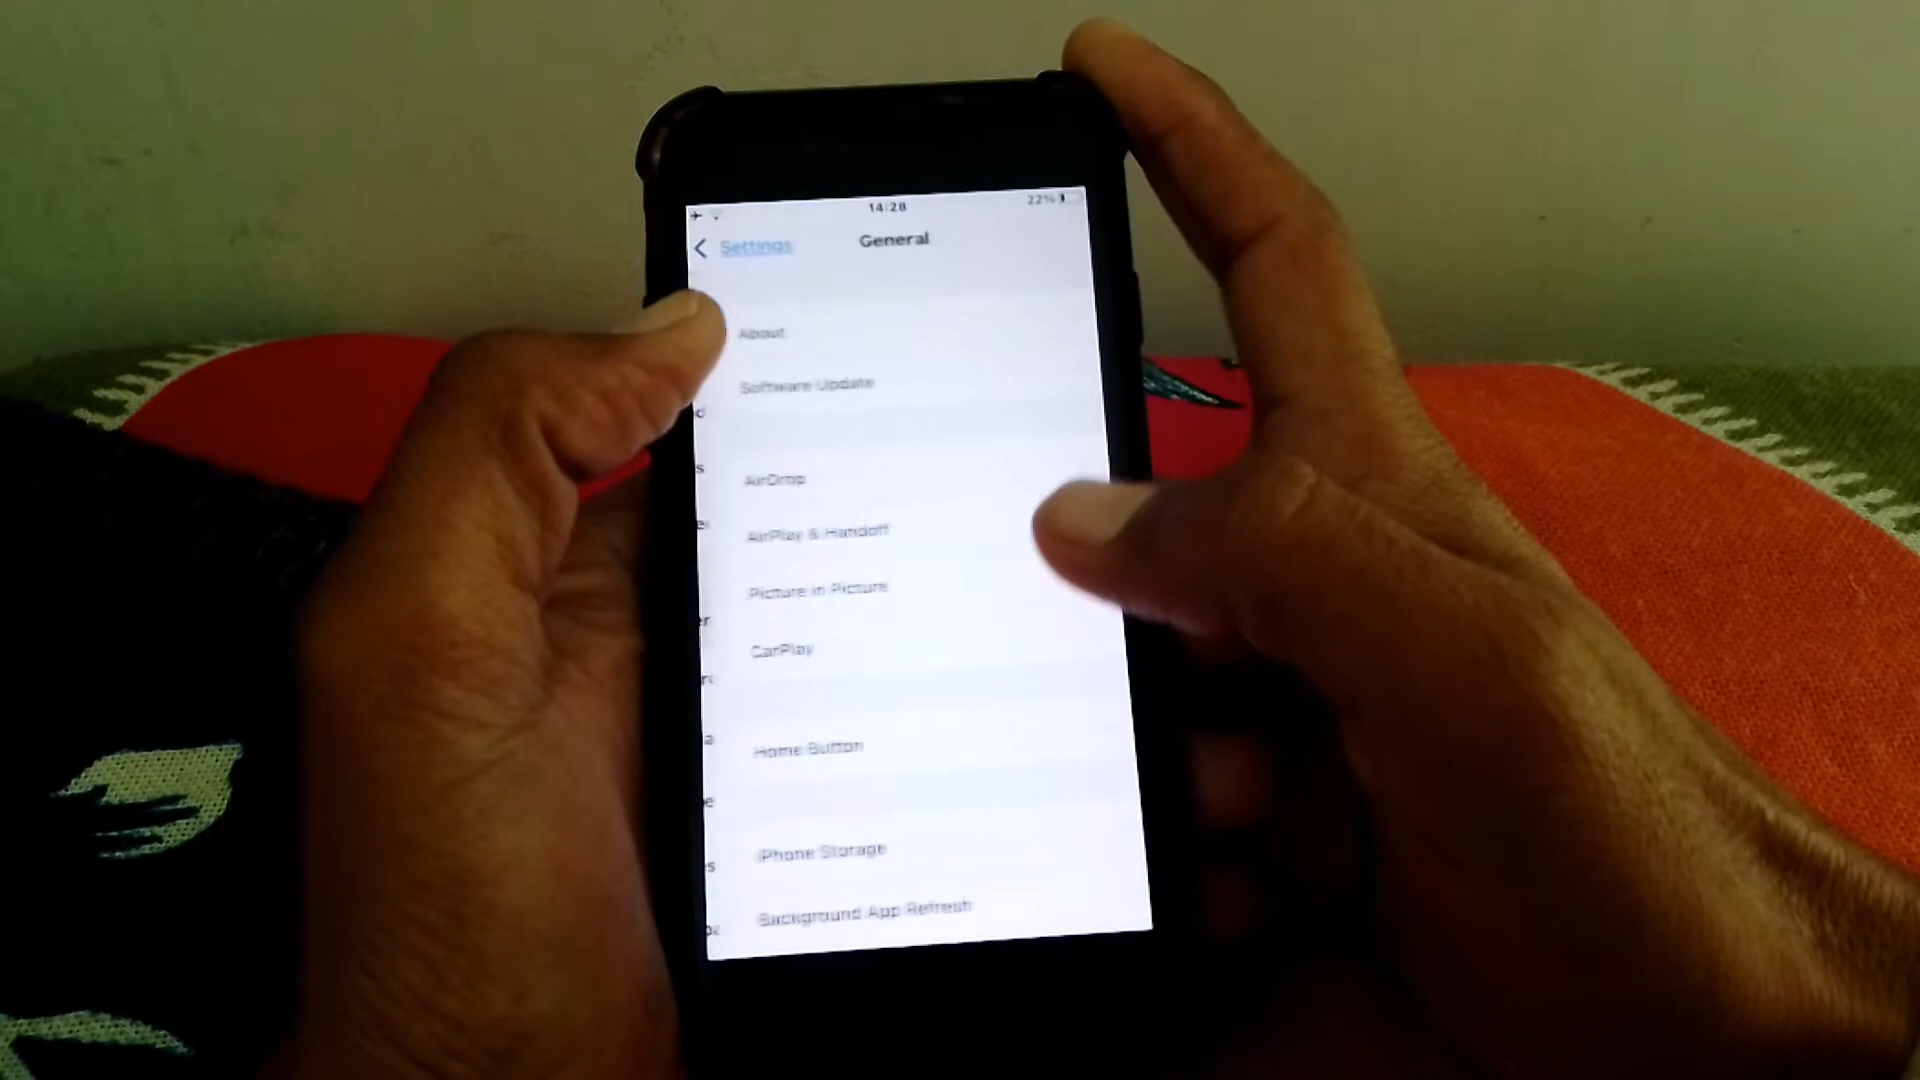 14:28
22%
Settings
General
About
Software Update
AirDrop
AirPlay & Handoff
Picture in Picture
CarPlay
Home Button
iPhone Storage
Background App Refresh